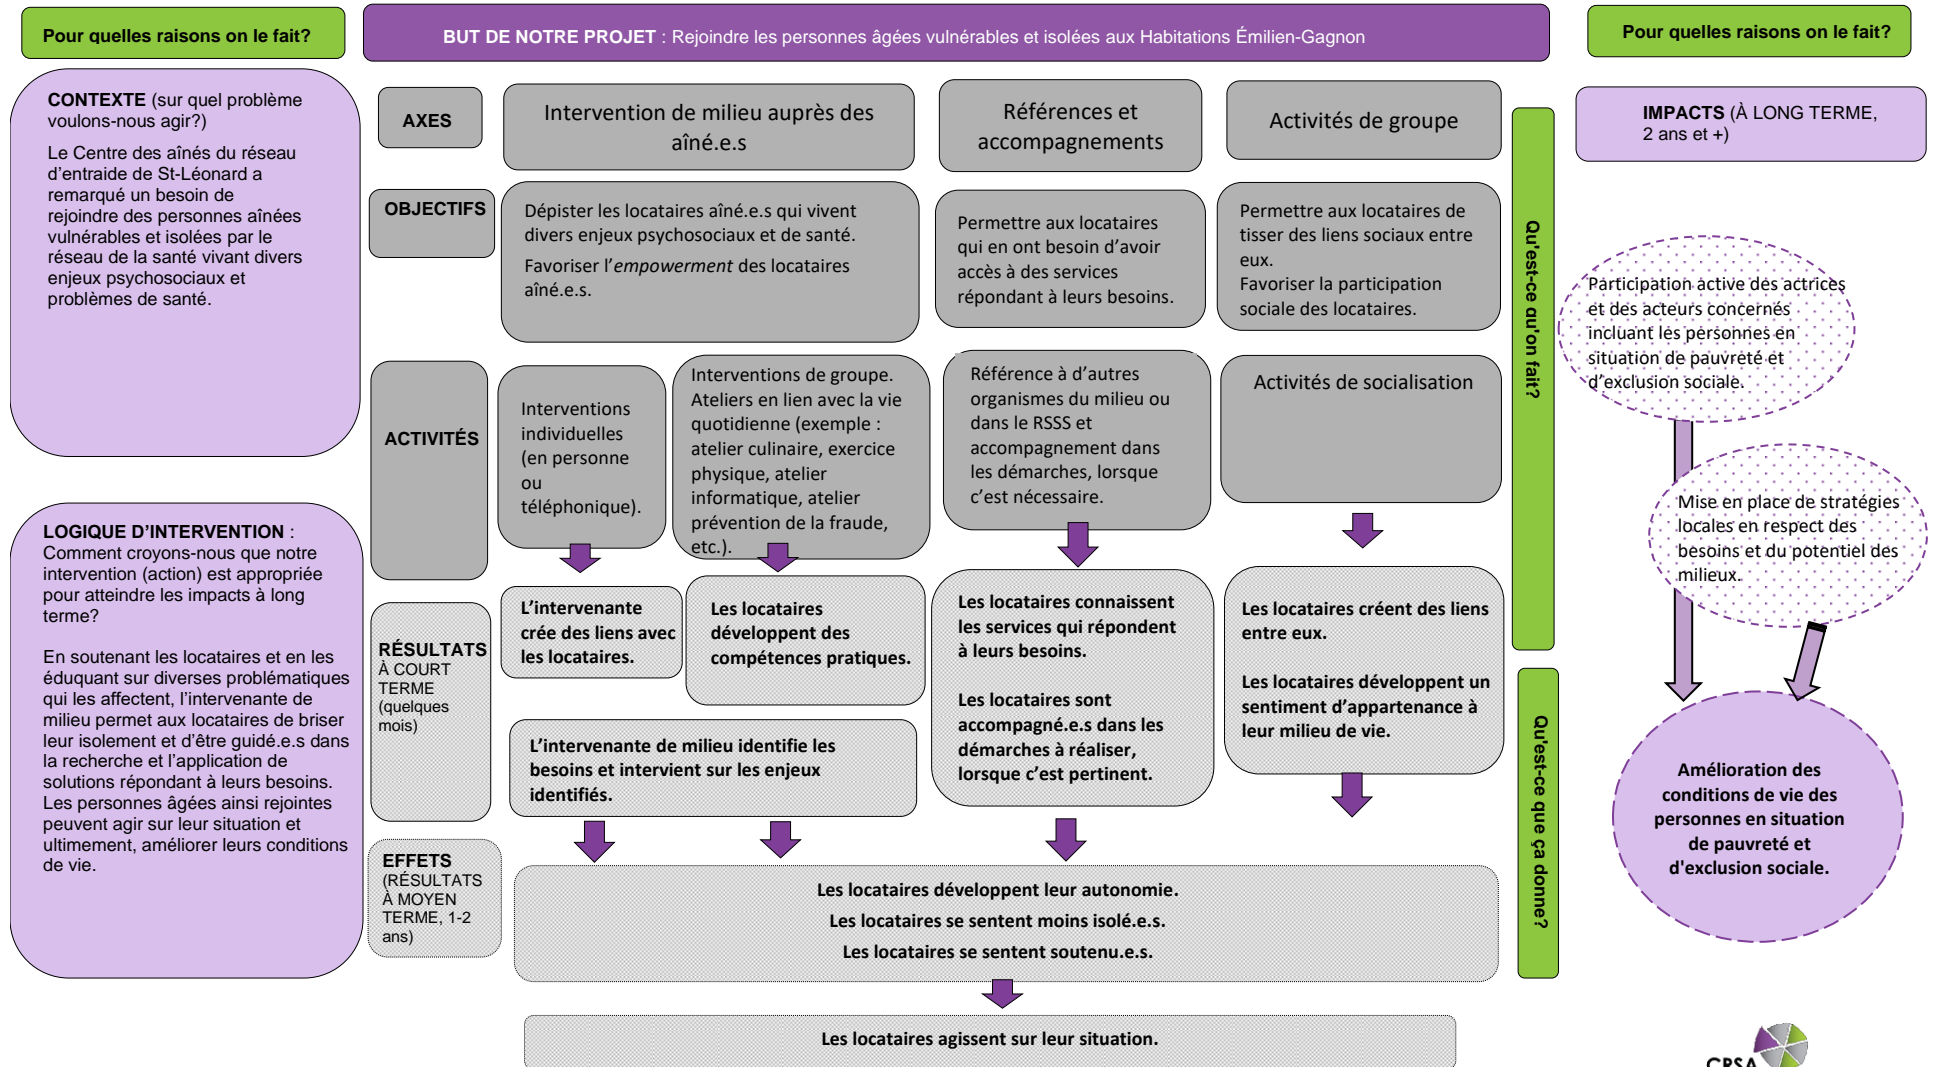 Pour quelles raisons on le fait?
BUT DE NOTRE PROJET : Rejoindre les personnes âgées vulnérables et isolées aux Habitations Émilien-Gagnon
Pour quelles raisons on le fait?
CONTEXTE (sur quel problème
voulons-nous agir?)
Le Centre des aînés du réseau
d'entraide de St-Léonard a
remarqué un besoin de
rejoindre des personnes aînées
vulnérables et isolées par le
réseau de la santé vivant divers
enjeux psychosociaux et
problèmes de santé.
LOGIQUE D'INTERVENTION :
Comment croyons-nous que notre
intervention (action) est appropriée
pour atteindre les impacts à long
terme?
En soutenant les locataires et en les
éduquant sur diverses problématiques
qui les affectent, l'intervenante de
milieu permet aux locataires de briser
leur isolement et d'être guidé.e.s dans
la recherche et l'application de
solutions répondant à leurs besoins.
Les personnes âgées ainsi rejointes
peuvent agir sur leur situation et
ultimement, améliorer leurs conditions
de vie.
AXES
Intervention de milieu auprès des
aîné.e.s
Références et
accompagnements
Activités de groupe
OBJECTIFS
Dépister les locataires aîné.e.s qui vivent
divers enjeux psychosociaux et de santé.
Favoriser l'empowerment des locataires
aîné.e.s.
Permettre aux locataires
qui en ont besoin d'avoir
accès à des services
répondant à leurs besoins.
Permettre aux locataires de
tisser des liens sociaux entre
eux.
Favoriser la participation
sociale des locataires.
ACTIVITÉS
Interventions
individuelles
(en personne
ou
téléphonique).
Interventions de groupe.
Ateliers en lien avec la vie
quotidienne (exemple :
atelier culinaire, exercice
physique, atelier
informatique, atelier
prévention de la fraude,
etc.).
Référence à d'autres
organismes du milieu ou
dans le RSSS et
accompagnement dans
les démarches, lorsque
c'est nécessaire.
Activités de socialisation
RÉSULTATS
À COURT
TERME
(quelques
mois)
L'intervenante
crée des liens avec
les locataires.
Les locataires
développent des
compétences pratiques.
L'intervenante de milieu identifie les
besoins et intervient sur les enjeux
identifiés.
Les locataires connaissent
les services qui répondent
à leurs besoins.
Les locataires sont
accompagné.e.s dans les
démarches à réaliser,
lorsque c'est pertinent.
Les locataires créent des liens
entre eux.
Les locataires développent un
sentiment d'appartenance à
leur milieu de vie.
EFFETS
(RÉSULTATS
À MOYEN
TERME, 1-2
ans)
Les locataires développent leur autonomie.
Les locataires se sentent moins isolé.e.s.
Les locataires se sentent soutenu.e.s.
Les locataires agissent sur leur situation.
Qu'est-ce qu'on fait?
Qu'est-ce que ça donne?
IMPACTS (À LONG TERME,
2 ans et +)
Participation active des actrices
et des acteurs concernés
incluant les personnes en
situation de pauvreté et
d'exclusion sociale.
Mise en place de stratégies
locales en respect des
besoins et du potentiel des
milieux.
Amélioration des
conditions de vie des
personnes en situation
de pauvreté et
d'exclusion sociale.
CRSA